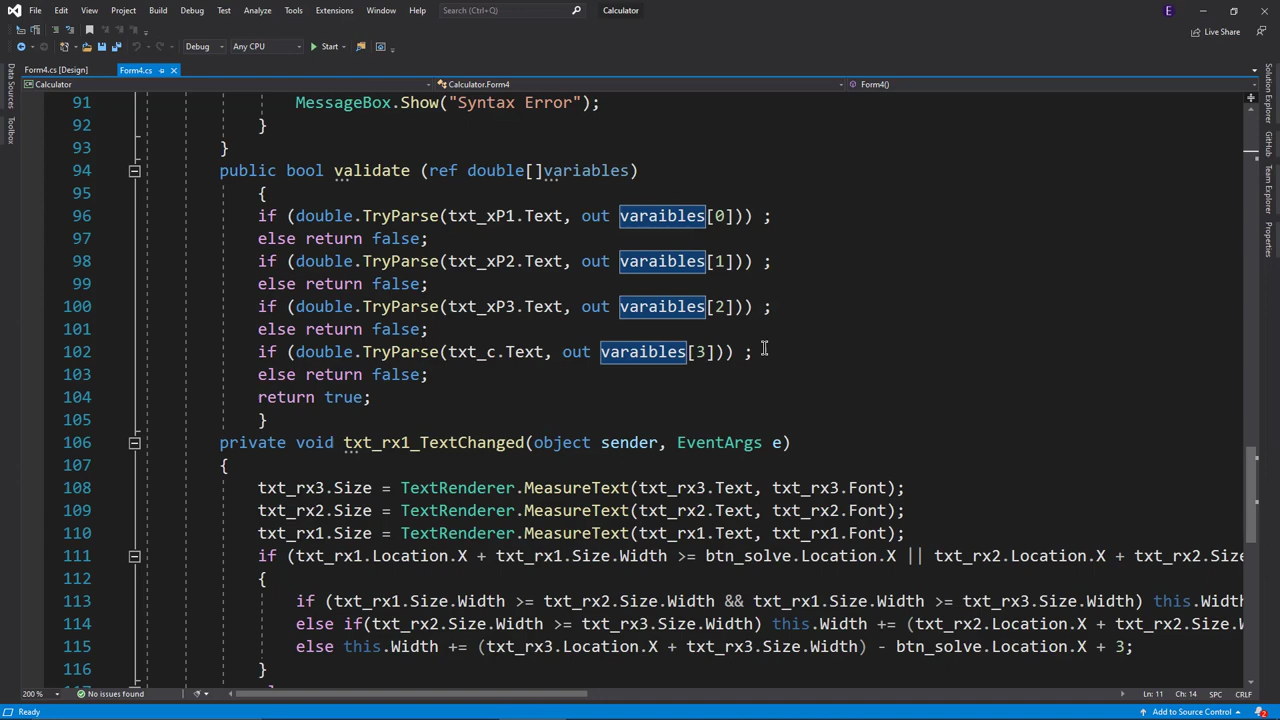 File Edit View Project Build Debug Test Analyze Tools Extensions Window Help Search (Ctrl+Q) Calculator E
Live Share
Debug Any CPU Start
Form4.cs [Design] Form4.cs
Calculator Calculator.Form4 Form4()
Data Sources
Toolbox
Solution Explorer
GitHub
Team Explorer
Properties
91 MessageBox.Show("Syntax Error");
92 }
93 }
94 public bool validate (ref double[]variables)
95 {
96 if (double.TryParse(txt_xP1.Text, out varaibles[0])) ;
97 else return false;
98 if (double.TryParse(txt_xP2.Text, out varaibles[1])) ;
99 else return false;
100 if (double.TryParse(txt_xP3.Text, out varaibles[2])) ;
101 else return false;
102 if (double.TryParse(txt_c.Text, out varaibles[3])) ;
103 else return false;
104 return true;
105 }
106 private void txt_rx1_TextChanged(object sender, EventArgs e)
107 {
108 txt_rx3.Size = TextRenderer.MeasureText(txt_rx3.Text, txt_rx3.Font);
109 txt_rx2.Size = TextRenderer.MeasureText(txt_rx2.Text, txt_rx2.Font);
110 txt_rx1.Size = TextRenderer.MeasureText(txt_rx1.Text, txt_rx1.Font);
111 if (txt_rx1.Location.X + txt_rx1.Size.Width >= btn_solve.Location.X || txt_rx2.Location.X + txt_rx2.Size
112 {
113 if (txt_rx1.Size.Width >= txt_rx2.Size.Width && txt_rx1.Size.Width >= txt_rx3.Size.Width) this.Width
114 else if(txt_rx2.Size.Width >= txt_rx3.Size.Width) this.Width += (txt_rx2.Location.X + txt_rx2.Size.W
115 else this.Width += (txt_rx3.Location.X + txt_rx3.Size.Width) - btn_solve.Location.X + 3;
116 }
200 % No issues found Ln: 11 Ch: 14 SPC CRLF
Ready Add to Source Control 2